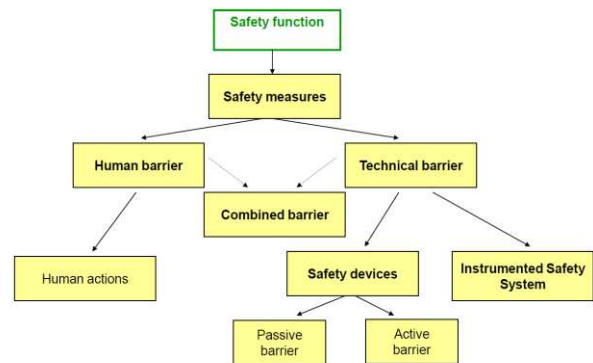 Safety function
Safety measures
Human barrier
Technical barrier
Combined barrier
Human actions
Safety devices
Instrumented Safety
System
Passive
barrier
Active
barrier